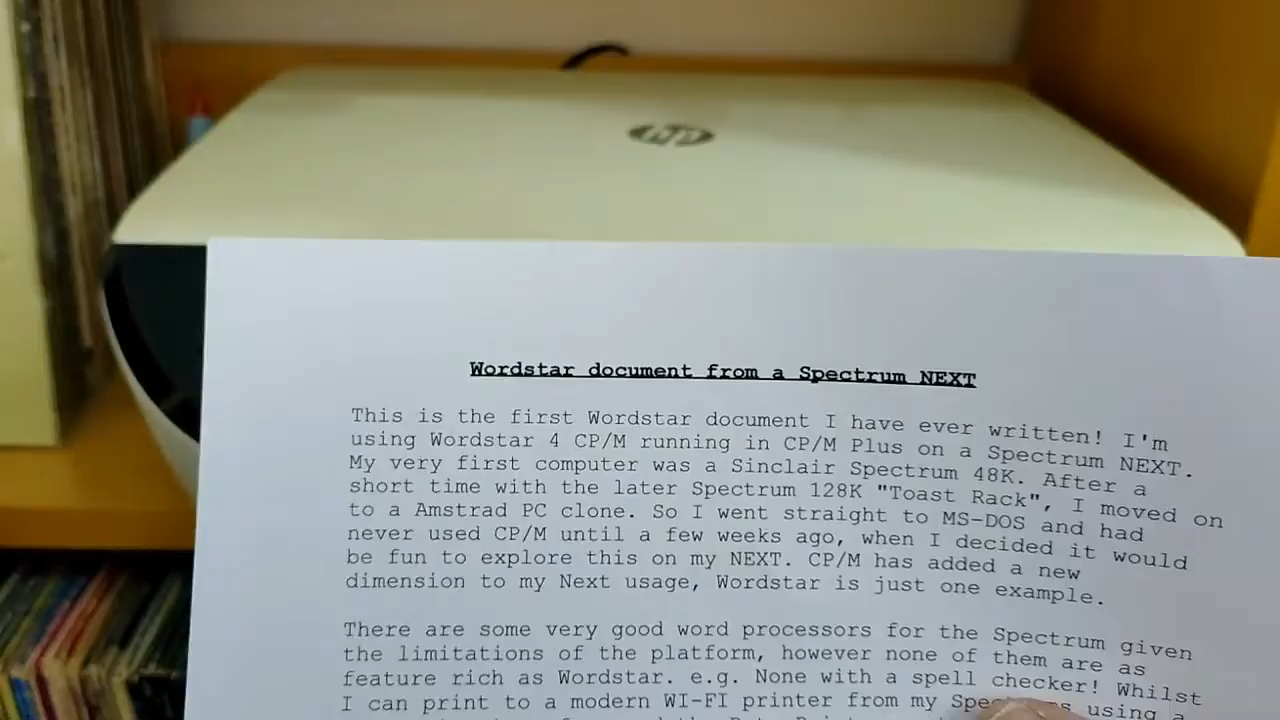 hp
Wordstar document from a Spectrum NEXT
This is the first Wordstar document I have ever written! I'm
using Wordstar 4 CP/M running in CP/M Plus on a Spectrum NEXT.
My very first computer was a Sinclair Spectrum 48K. After a
short time with the later Spectrum 128K "Toast Rack", I moved on
to a Amstrad PC clone. So I went straight to MS-DOS and had
never used CP/M until a few weeks ago, when I decided it would
be fun to explore this on my NEXT. CP/M has added a new
dimension to my Next usage, Wordstar is just one example.
There are some very good word processors for the Spectrum given
the limitations of the platform, however none of them are as
feature rich as Wordstar. e.g. None with a spell checker! Whilst
I can print to a modern WI-FI printer from my using a